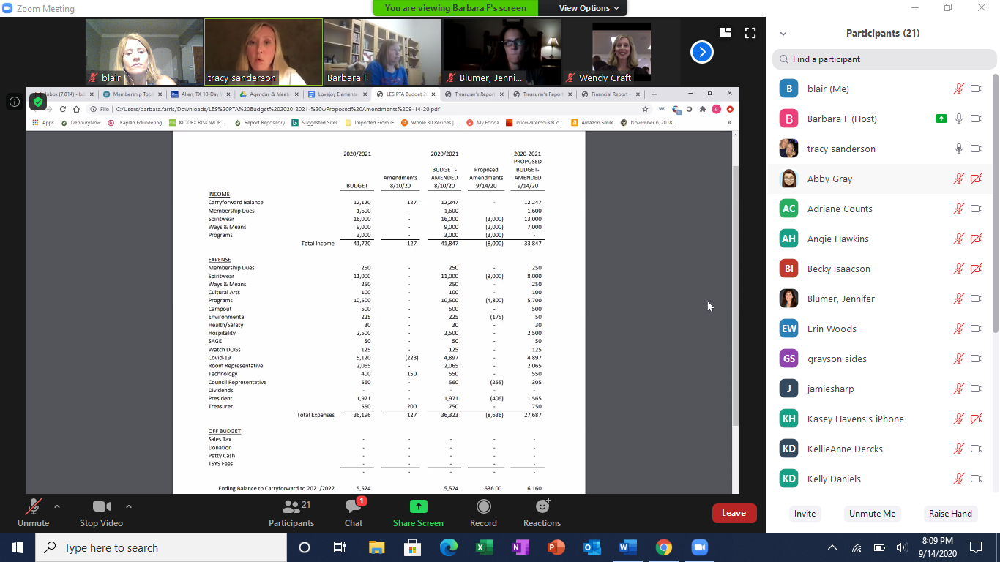 Zoom Meeting
You are viewing Barbara F's screen
View Options
blair
tracy sanderson
Barbara F
Blumer, Jenni...
Wendy Craft
Inbox (7,814) - bar
Membership Tool
Allen, TX 10-Day
Agendas & Meeti
Lovejoy Elementa
LES PTA Budget 2
Treasurer's Report
Treasurer's Report
Financial Report -
File
C:/Users/barbara.farris/Downloads/LES%20PTA%20Budget%202020-2021-%20wProposed%20Amendments%209-14-20.pdf
Apps
DenburyNow
.Kaplan Eduneering
KIODEX RISK WOR...
Report Repository
Suggested Sites
Imported From IE
Whole 30 Recipes |...
My Fooda
PricewaterhouseCo...
Amazon Smile
November 6, 2018...
2020/2021 2020/2021 2020-2021
PROPOSED
BUDGET - Proposed BUDGET-
Amendments AMENDED Amendments AMENDED
BUDGET 8/10/20 8/10/20 9/14/20 9/14/20
INCOME
Carryforward Balance 12,120 127 12,247 - 12,247
Membership Dues 1,600 - 1,600 - 1,600
Spiritwear 16,000 - 16,000 (3,000) 13,000
Ways & Means 9,000 - 9,000 (2,000) 7,000
Programs 3,000 - 3,000 (3,000) -
Total Income 41,720 127 41,847 (8,000) 33,847
EXPENSE
Membership Dues 250 - 250 - 250
Spiritwear 11,000 - 11,000 (3,000) 8,000
Ways & Means 250 - 250 - 250
Cultural Arts 100 - 100 - 100
Programs 10,500 - 10,500 (4,800) 5,700
Campout 500 - 500 - 500
Environmental 225 - 225 (175) 50
Health/Safety 30 - 30 - 30
Hospitality 2,500 - 2,500 - 2,500
SAGE 50 - 50 - 50
Watch DOGs 125 - 125 - 125
Covid-19 5,120 (223) 4,897 - 4,897
Room Representative 2,065 - 2,065 - 2,065
Technology 400 150 550 - 550
Council Representative 560 - 560 (255) 305
Dividends - - - - -
President 1,971 - 1,971 (406) 1,565
Treasurer 550 200 750 - 750
Total Expenses 36,196 127 36,323 (8,636) 27,687
OFF BUDGET
Sales Tax - - - - -
Donation - - - - -
Petty Cash - - - - -
TSYS Fees - - - - -
- - - - -
Ending Balance to Carryforward to 2021/2022 5,524 5,524 636.00 6,160
Participants (21)
Find a participant
B blair (Me)
B Barbara F (Host)
tracy sanderson
Abby Gray
AC Adriane Counts
AH Angie Hawkins
BI Becky Isaacson
Blumer, Jennifer
EW Erin Woods
GS grayson sides
J jamiesharp
KH Kasey Havens's iPhone
KD KellieAnne Dercks
KD Kelly Daniels
Invite
Unmute Me
Raise Hand
Unmute
Stop Video
21
Participants
1
Chat
Share Screen
Record
Reactions
Leave
Type here to search
8:09 PM
9/14/2020